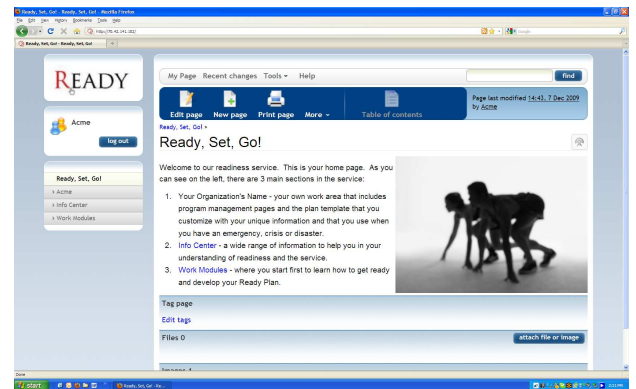 Ready, Set, Go! - Ready, Set, Go! - Mozilla Firefox
File Edit View History Bookmarks Tools Help
http://70.42.141.102/
Google
Ready, Set, Go! - Ready, Set, Go!
READY
My Page Recent changes Tools Help
find
Acme
log out
Edit page New page Print page More Table of contents
Page last modified 14:43, 7 Dec 2009
by Acme
Ready, Set, Go! »
Ready, Set, Go!
Ready, Set, Go!
Acme
Info Center
Work Modules
Welcome to our readiness service. This is your home page. As you
can see on the left, there are 3 main sections in the service:
1. Your Organization's Name - your own work area that includes
program management pages and the plan template that you
customize with your unique information and that you use when
you have an emergency, crisis or disaster.
2. Info Center - a wide range of information to help you in your
understanding of readiness and the service.
3. Work Modules - where you start first to learn how to get ready
and develop your Ready Plan.
Tag page
Edit tags
Files 0
attach file or image
Images 1
Done
start
Ready, Set, Go! - Re...